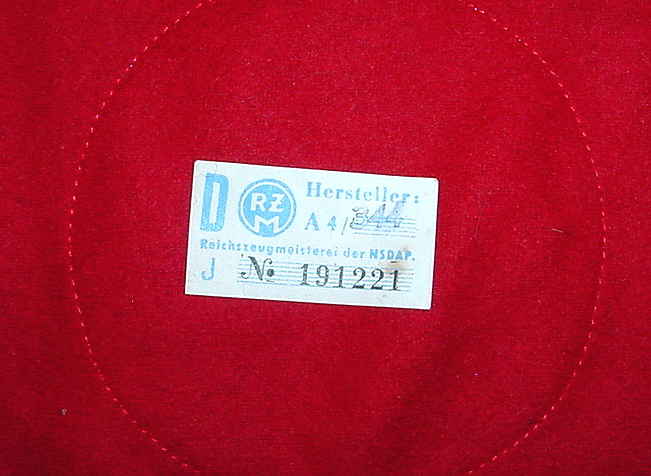 D RZM Hersteller:
A 4/344
Reichszeugmeisterei der NSDAP.
J № 191221